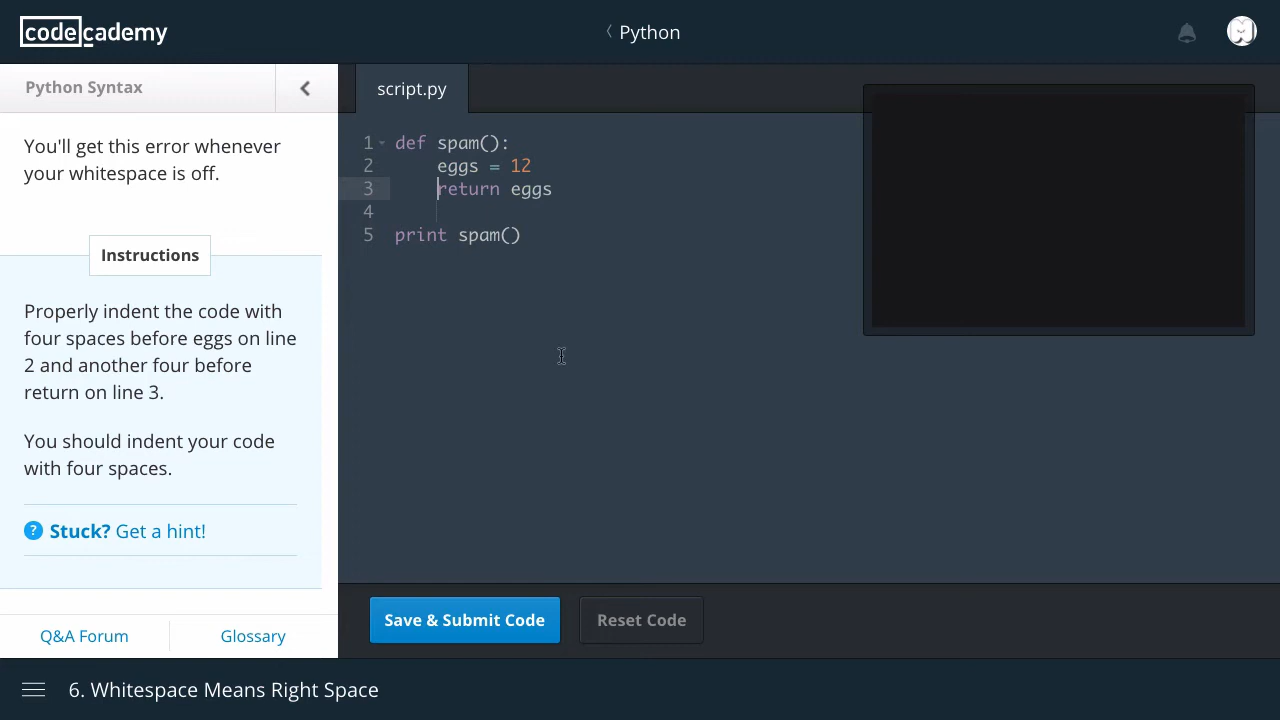 codecademy
Python
Python Syntax
script.py
You'll get this error whenever
your whitespace is off.
Instructions
Properly indent the code with
four spaces before eggs on line
2 and another four before
return on line 3.
You should indent your code
with four spaces.
? Stuck? Get a hint!
Q&A Forum
Glossary
1 def spam():
2     eggs = 12
3     return eggs
4
5 print spam()
Save & Submit Code
Reset Code
6. Whitespace Means Right Space